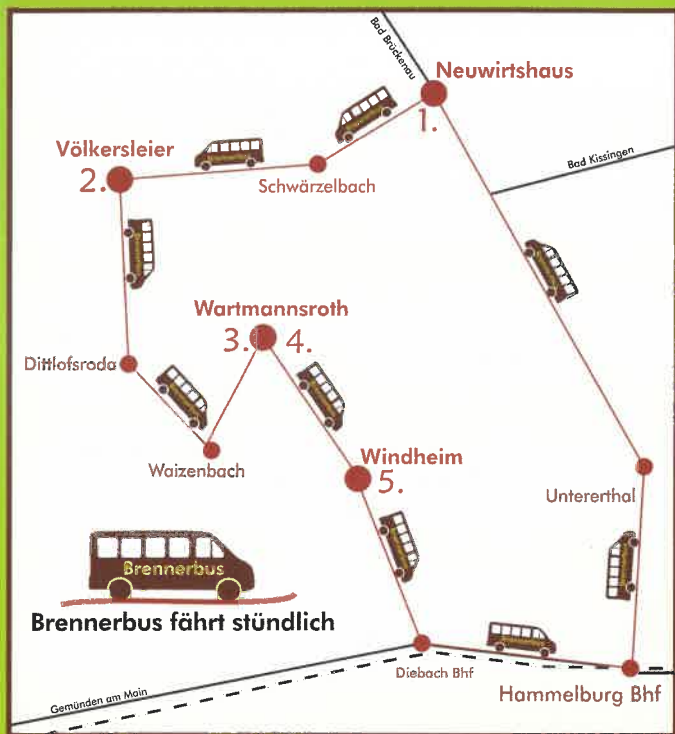 Bad Brückenau
Neuwirtshaus
1.
Völkersleier
2.
Schwärzelbach
Bad Kissingen
Wartmannsroth
3. 4.
Dittlofsroda
Waizenbach
Windheim
5.
Untererthal
Brennerbus
Brennerbus fährt stündlich
Diebach Bhf
Hammelburg Bhf
Gemünden am Main